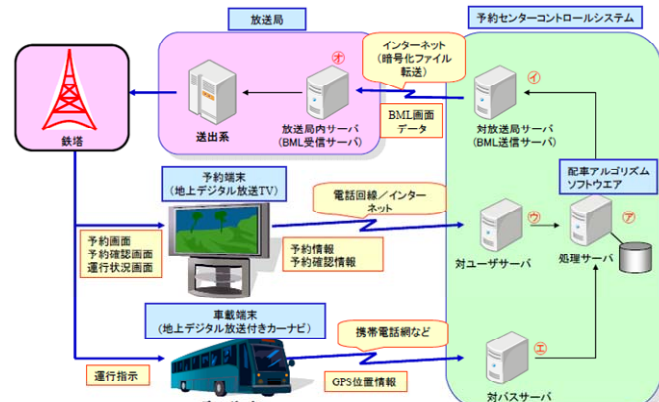 放送局
予約センターコントロールシステム
インターネット
(暗号化ファイル
転送)
㋔
㋑
BML画面
データ
送出系
放送局内サーバ
(BML受信サーバ)
対放送局サーバ
(BML送信サーバ)
鉄塔
配車アルゴリズム
ソフトウエア
予約端末
(地上デジタル放送TV)
電話回線/インター
ネット
㋒
㋐
予約画面
予約確認画面
運行状況画面
予約情報
予約確認情報
対ユーザサーバ
処理サーバ
車載端末
(地上デジタル放送付きカーナビ)
携帯電話網など
㋓
運行指示
GPS位置情報
対バスサーバ